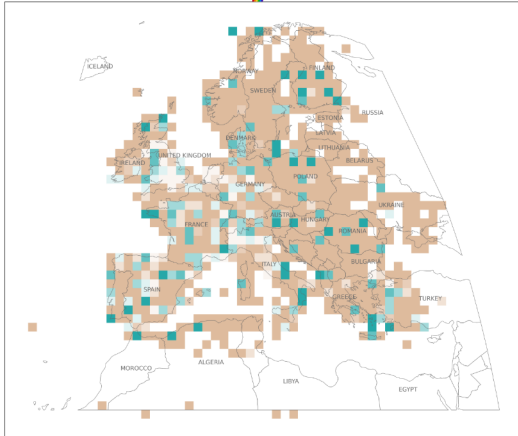 ICELAND
NORWAY
FINLAND
SWEDEN
RUSSIA
ESTONIA
LATVIA
DENMARK
LITHUANIA
UNITED KINGDOM
BELARUS
IRELAND
POLAND
GERMANY
UKRAINE
AUSTRIA
HUNGARY
FRANCE
ROMANIA
BULGARIA
ITALY
SPAIN
GREECE
TURKEY
ALGERIA
MOROCCO
LIBYA
EGYPT